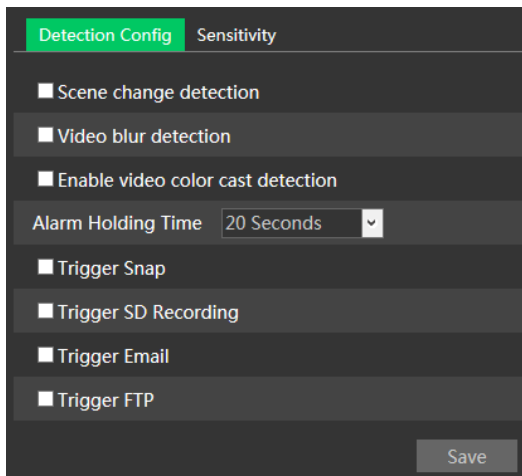 Detection Config Sensitivity
Scene change detection
Video blur detection
Enable video color cast detection
Alarm Holding Time 20 Seconds
Trigger Snap
Trigger SD Recording
Trigger Email
Trigger FTP
Save